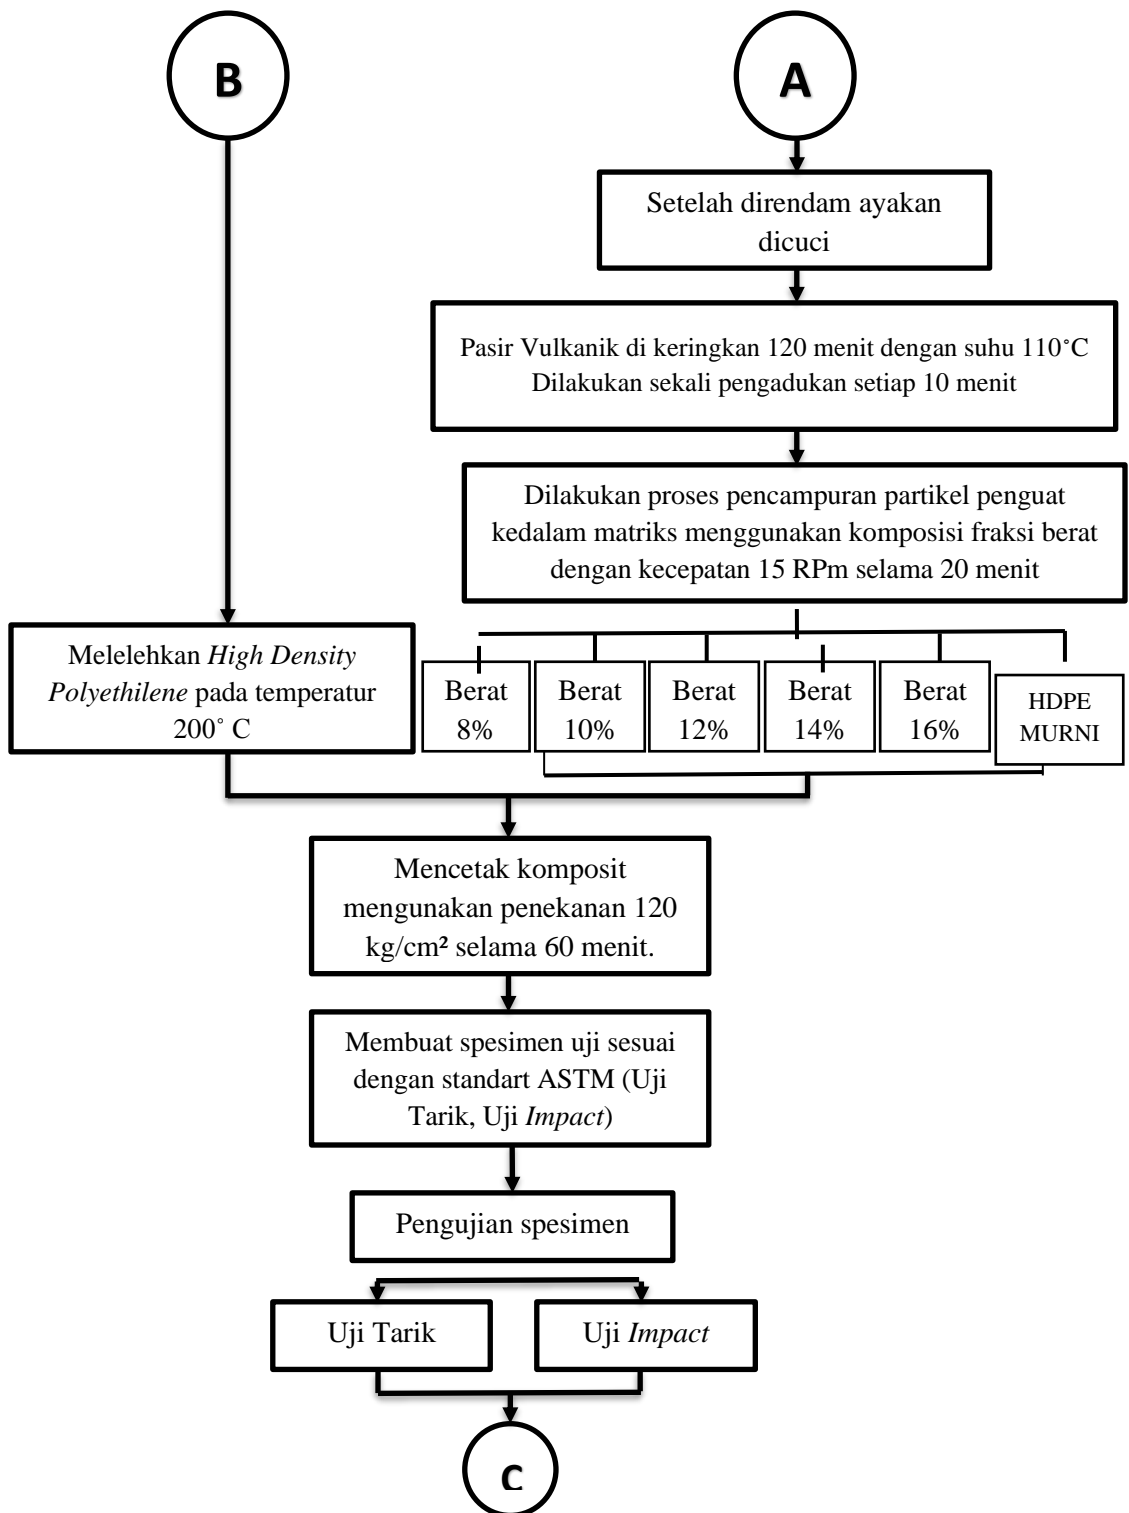 B
A
Setelah direndam ayakan
dicuci
Pasir Vulkanik di keringkan 120 menit dengan suhu 110˚C
Dilakukan sekali pengadukan setiap 10 menit
Dilakukan proses pencampuran partikel penguat
kedalam matriks menggunakan komposisi fraksi berat
dengan kecepatan 15 RPm selama 20 menit
Melelehkan High Density
Polyethilene pada temperatur
200˚ C
Berat
8%
Berat
10%
Berat
12%
Berat
14%
Berat
16%
HDPE
MURNI
Mencetak komposit
mengunakan penekanan 120
kg/cm² selama 60 menit.
Membuat spesimen uji sesuai
dengan standart ASTM (Uji
Tarik, Uji Impact)
Pengujian spesimen
Uji Tarik
Uji Impact
C